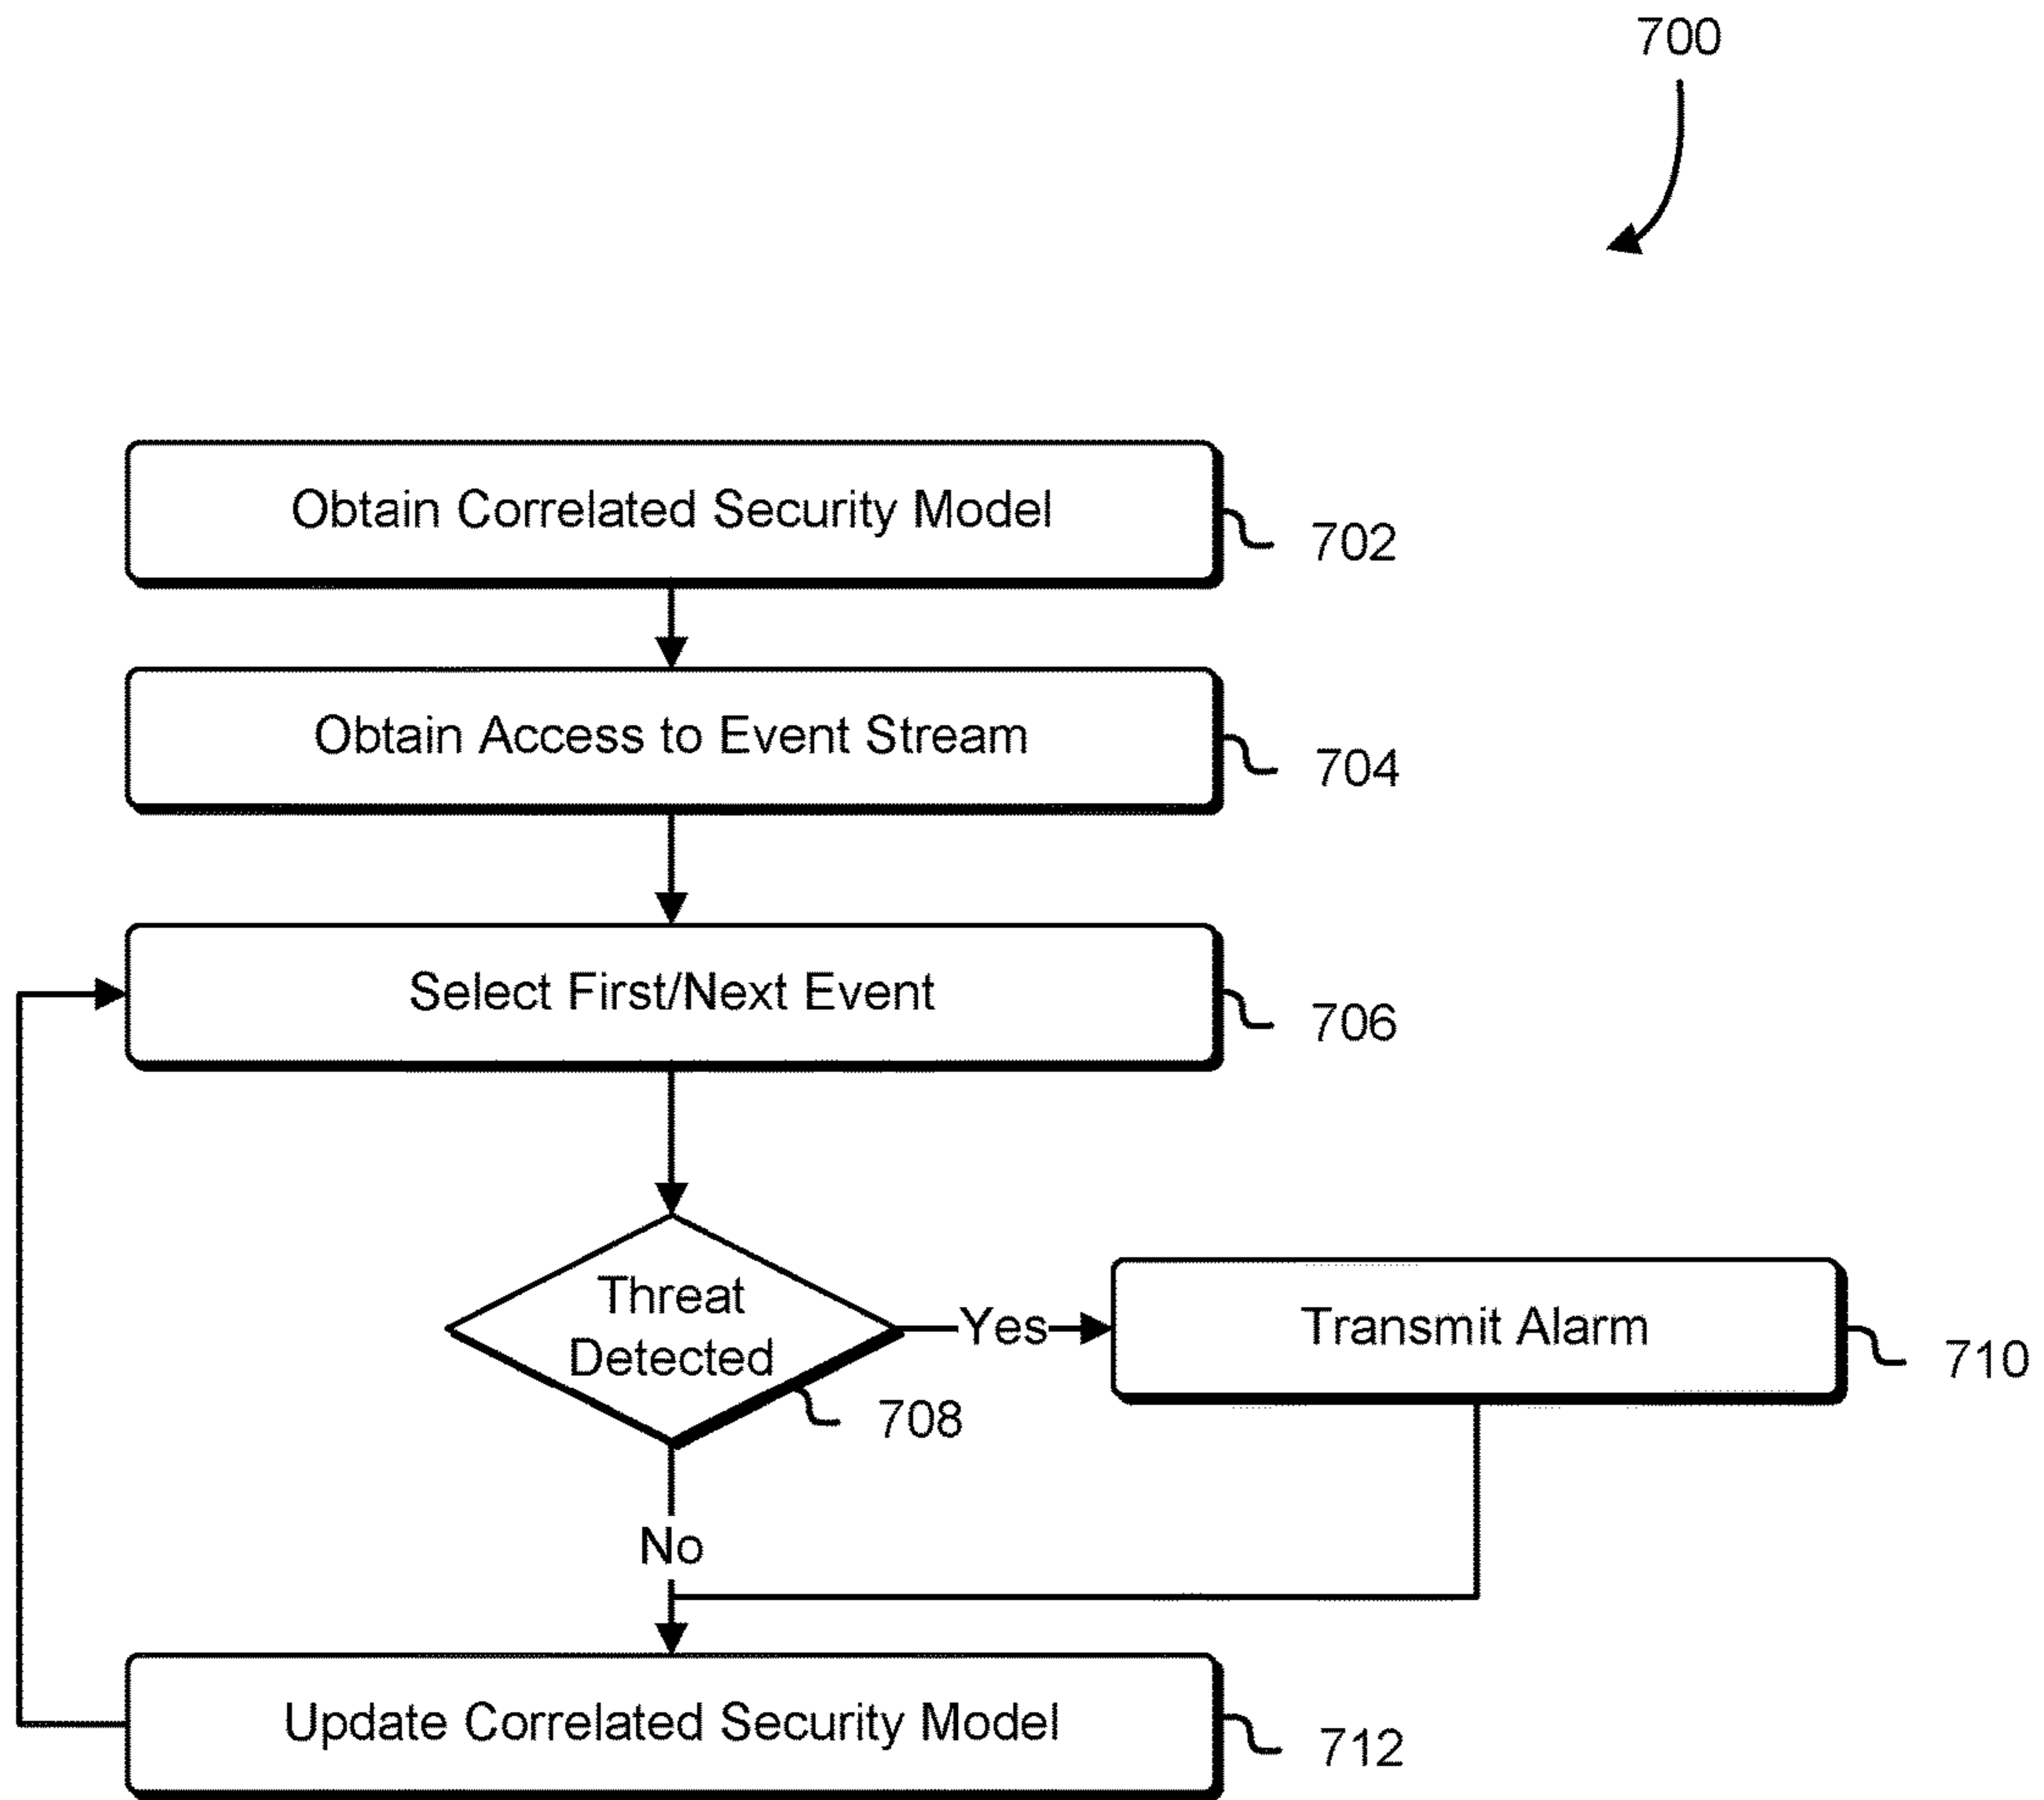 700
Obtain Correlated Security Model
702
Obtain Access to Event Stream
704
Select First/Next Event
706
Threat
Detected
708
Yes
Transmit Alarm
710
No
Update Correlated Security Model
712